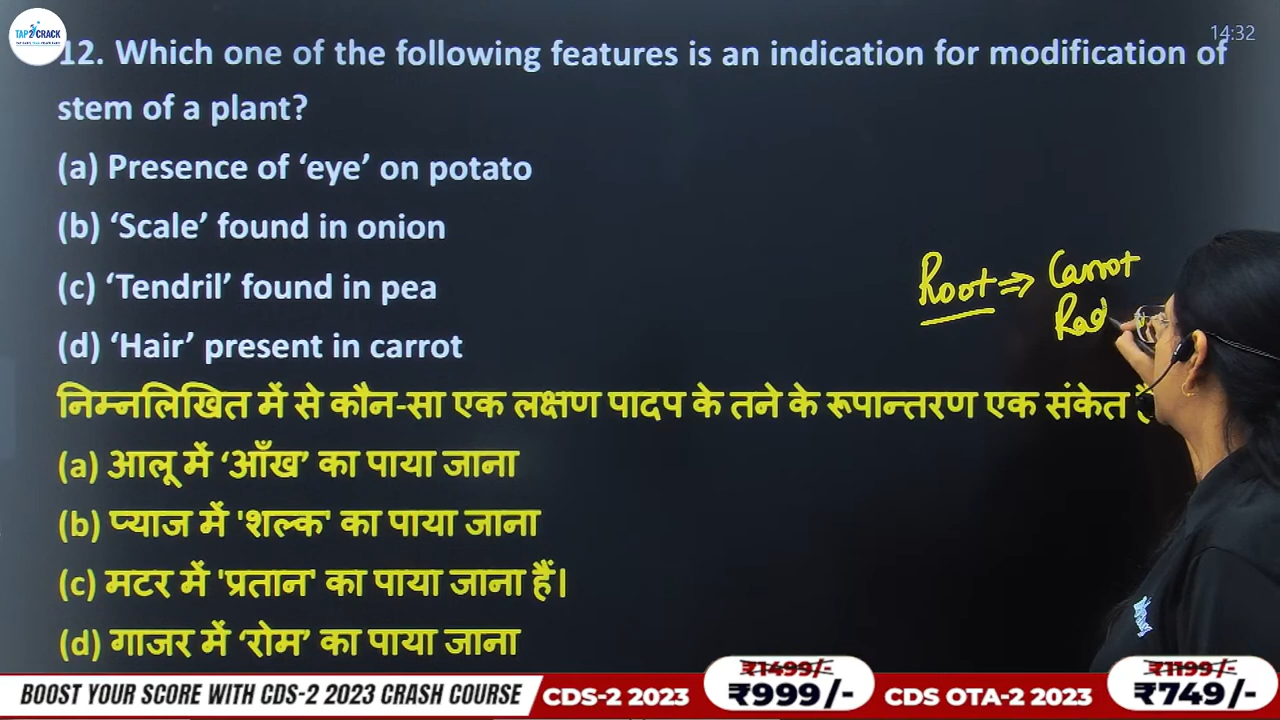 TAP2CRACK
14:32
12. Which one of the following features is an indication for modification of
stem of a plant?
(a) Presence of ‘eye’ on potato
(b) ‘Scale’ found in onion
(c) ‘Tendril’ found in pea
(d) ‘Hair’ present in carrot
Root ⇒ Carrot
Rad
निम्नलिखित में से कौन-सा एक लक्षण पादप के तने के रूपान्तरण एक संकेत
(a) आलू में ‘आँख’ का पाया जाना
(b) प्याज में 'शल्क' का पाया जाना
(c) मटर में 'प्रतान' का पाया जाना हैं।
(d) गाजर में ‘रोम’ का पाया जाना
BOOST YOUR SCORE WITH CDS-2 2023 CRASH COURSE
CDS-2 2023
₹1499/-
₹999/-
CDS OTA-2 2023
₹1199/-
₹749/-